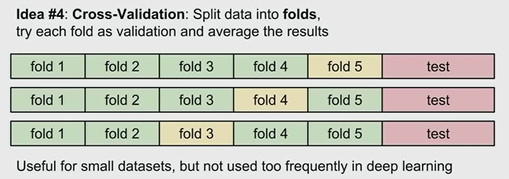 Idea #4: Cross-Validation: Split data into folds,
try each fold as validation and average the results
fold 1 fold 2 fold 3 fold 4 fold 5 test
fold 1 fold 2 fold 3 fold 4 fold 5 test
fold 1 fold 2 fold 3 fold 4 fold 5 test
Useful for small datasets, but not used too frequently in deep learning